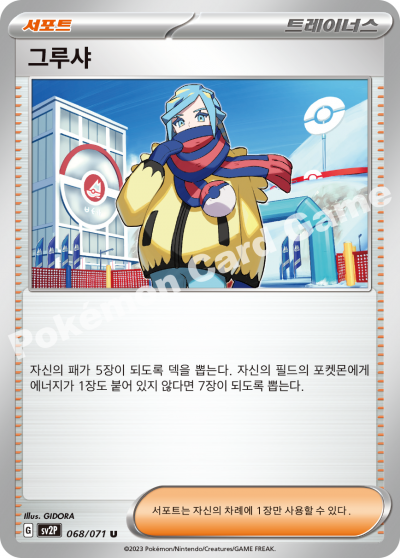 서포트
트레이너스
그루샤
Pokémon Card Game
자신의 패가 5장이 되도록 덱을 뽑는다. 자신의 필드의 포켓몬에게
에너지가 1장도 붙어 있지 않다면 7장이 되도록 뽑는다.
Illus. GIDORA
G SV2P 068/071 U
서포트는 자신의 차례에 1장만 사용할 수 있다.
©2023 Pokémon/Nintendo/Creatures/GAME FREAK.